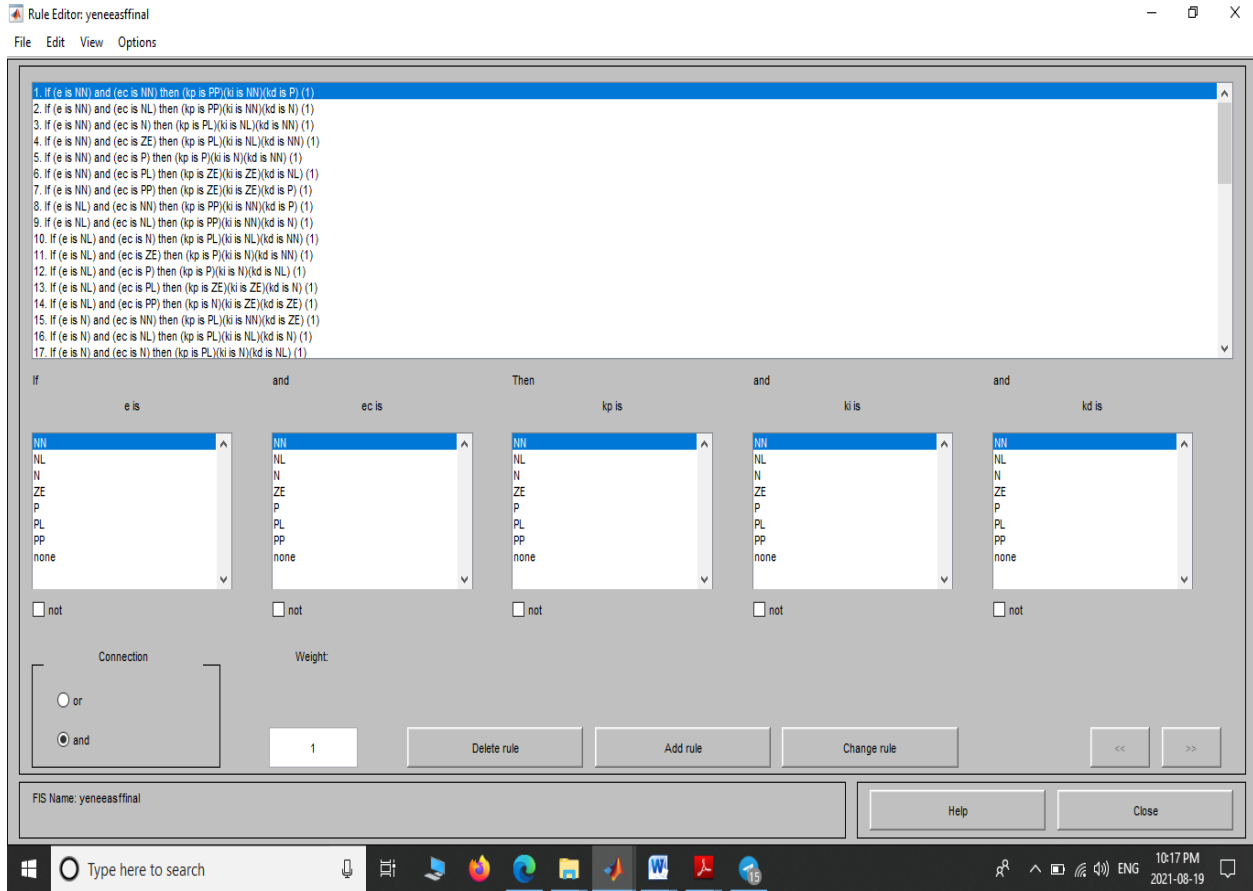 Rule Editor: yeneeasffinal
File Edit View Options
1. If (e is NN) and (ec is NN) then (kp is PP)(ki is NN)(kd is P) (1)
2. If (e is NN) and (ec is NL) then (kp is PP)(ki is NN)(kd is N) (1)
3. If (e is NN) and (ec is N) then (kp is PL)(ki is NL)(kd is NN) (1)
4. If (e is NN) and (ec is ZE) then (kp is PL)(ki is NL)(kd is NN) (1)
5. If (e is NN) and (ec is P) then (kp is P)(ki is N)(kd is NN) (1)
6. If (e is NN) and (ec is PL) then (kp is ZE)(ki is ZE)(kd is NL) (1)
7. If (e is NN) and (ec is PP) then (kp is ZE)(ki is ZE)(kd is P) (1)
8. If (e is NL) and (ec is NN) then (kp is PP)(ki is NN)(kd is P) (1)
9. If (e is NL) and (ec is NL) then (kp is PP)(ki is NN)(kd is N) (1)
10. If (e is NL) and (ec is N) then (kp is PL)(ki is NL)(kd is NN) (1)
11. If (e is NL) and (ec is ZE) then (kp is P)(ki is N)(kd is NN) (1)
12. If (e is NL) and (ec is P) then (kp is P)(ki is N)(kd is NL) (1)
13. If (e is NL) and (ec is PL) then (kp is ZE)(ki is ZE)(kd is N) (1)
14. If (e is NL) and (ec is PP) then (kp is N)(ki is ZE)(kd is ZE) (1)
15. If (e is N) and (ec is NN) then (kp is PL)(ki is NN)(kd is ZE) (1)
16. If (e is N) and (ec is NL) then (kp is PL)(ki is NL)(kd is N) (1)
17. If (e is N) and (ec is N) then (kp is PL)(ki is N)(kd is NL) (1)
If and Then and and
e is ec is kp is ki is kd is
NN NN NN NN NN
NL NL NL NL NL
N N N N N
ZE ZE ZE ZE ZE
P P P P P
PL PL PL PL PL
PP PP PP PP PP
none none none none none
not not not not not
Connection Weight:
or
and 1 Delete rule Add rule Change rule << >>
FIS Name: yeneeasffinal
Help Close
Type here to search
15
ENG
10:17 PM
2021-08-19